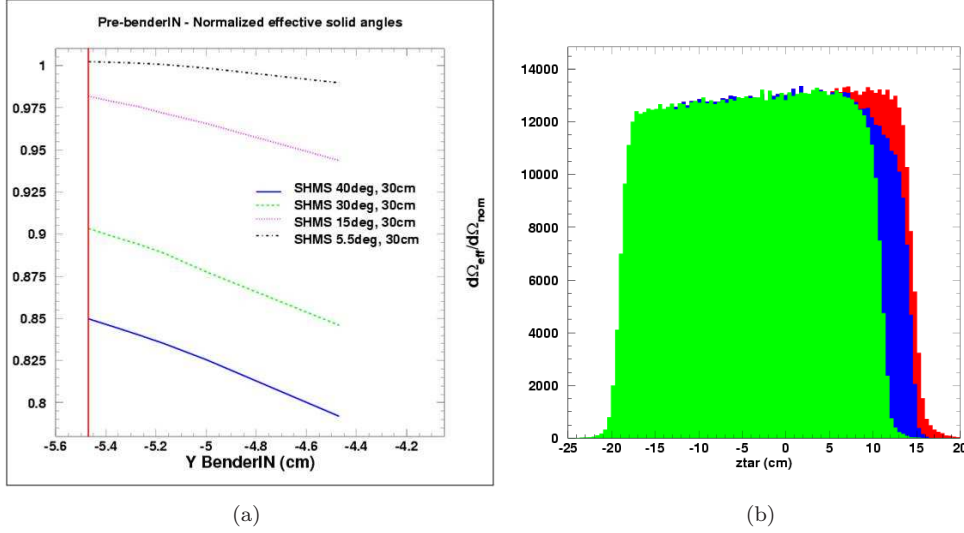 Pre-benderIN - Normalized effective solid angles
1
0.975
0.95
0.925
0.9
0.875
0.85
0.825
0.8
SHMS 40deg, 30cm
SHMS 30deg, 30cm
SHMS 15deg, 30cm
SHMS 5.5deg, 30cm
dΩeff/dΩnom
-5.6 -5.4 -5.2 -5 -4.8 -4.6 -4.4 -4.2
Y BenderIN (cm)
(a)
14000
12000
10000
8000
6000
4000
2000
0
-25 -20 -15 -10 -5 0 5 10 15 20
ztar (cm)
(b)